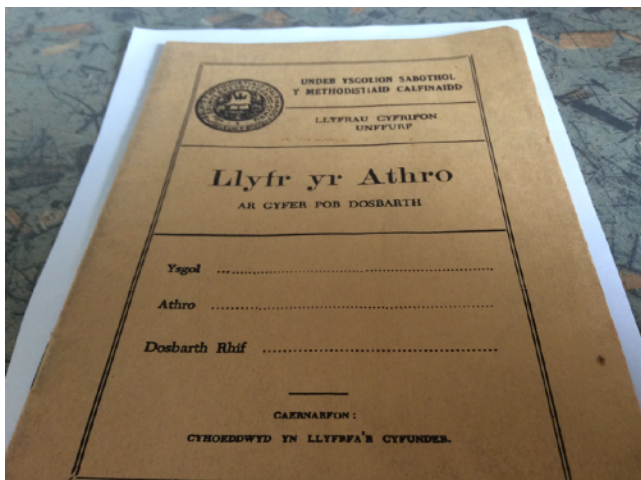 UNDEB YSGOLION SABOTHOL
Y METHODISTIAID CALFINAIDD
LLYFRAU CYFRIFON
UNFFURF
Llyfr yr Athro
AR GYFER POB DOSBARTH
Ysgol
Athro
Dosbarth Rhif
CAERNARFON :
CYHOEDDWYD YN LLYFRFA'R CYFUNDEB.